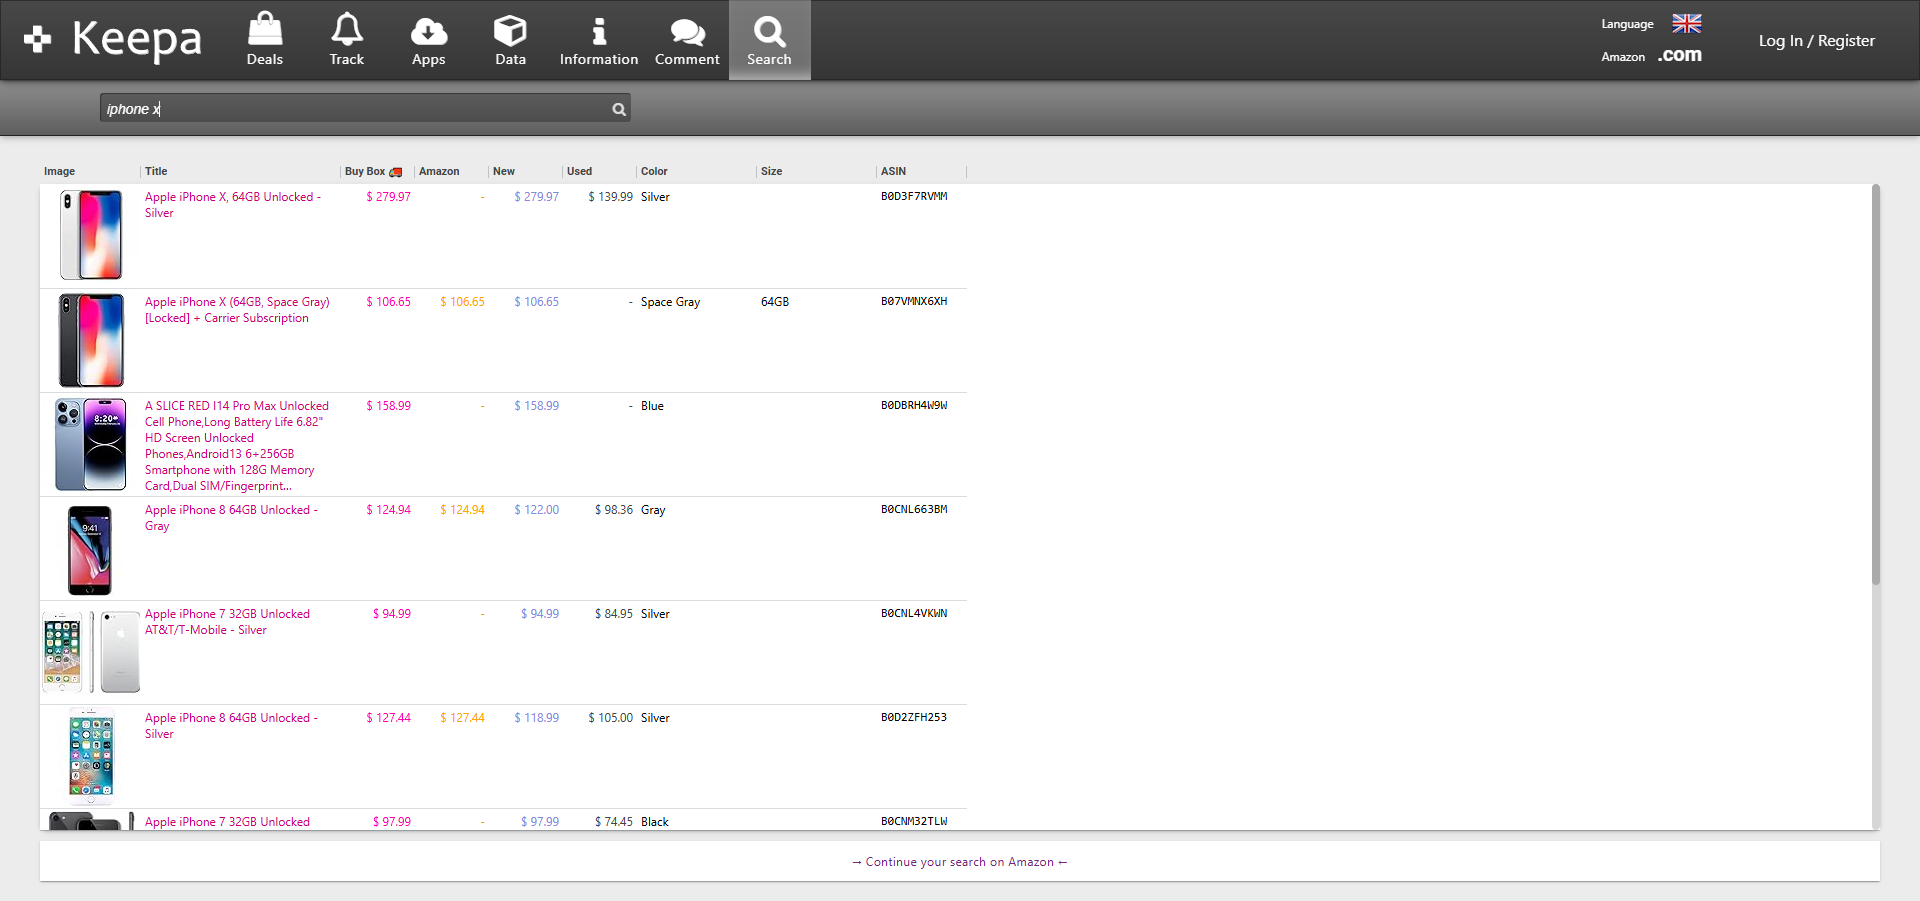 Keepa
Deals
Track
Apps
Data
Information
Comment
Search
Language
Amazon .com
Log In / Register
iphone x
Image Title Buy Box Amazon New Used Color Size ASIN
Apple iPhone X, 64GB Unlocked - $ 279.97 - $ 279.97 $ 139.99 Silver B0D3F7RVMM
Silver
Apple iPhone X (64GB, Space Gray) $ 106.65 $ 106.65 $ 106.65 - Space Gray 64GB B07VMNX6XH
[Locked] + Carrier Subscription
A SLICE RED I14 Pro Max Unlocked $ 158.99 - $ 158.99 - Blue B0DBRH4W9W
Cell Phone,Long Battery Life 6.82"
HD Screen Unlocked
Phones,Android13 6+256GB
Smartphone with 128G Memory
Card,Dual SIM/Fingerprint...
8:20
Apple iPhone 8 64GB Unlocked - $ 124.94 $ 124.94 $ 122.00 $ 98.36 Gray B0CNL663BM
Gray
9:41
Apple iPhone 7 32GB Unlocked $ 94.99 - $ 94.99 $ 84.95 Silver B0CNL4VKWN
AT&T/T-Mobile - Silver
Apple iPhone 8 64GB Unlocked - $ 127.44 $ 127.44 $ 118.99 $ 105.00 Silver B0D2ZFH253
Silver
Apple iPhone 7 32GB Unlocked $ 97.99 - $ 97.99 $ 74.45 Black B0CNM32TLW
→ Continue your search on Amazon ←